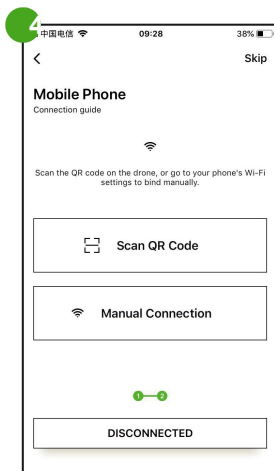 4
中国电信 09:28 38%
Skip
Mobile Phone
Connection guide
Scan the QR code on the drone, or go to your phone's Wi-Fi
settings to bind manually.
Scan QR Code
Manual Connection
1 2
DISCONNECTED